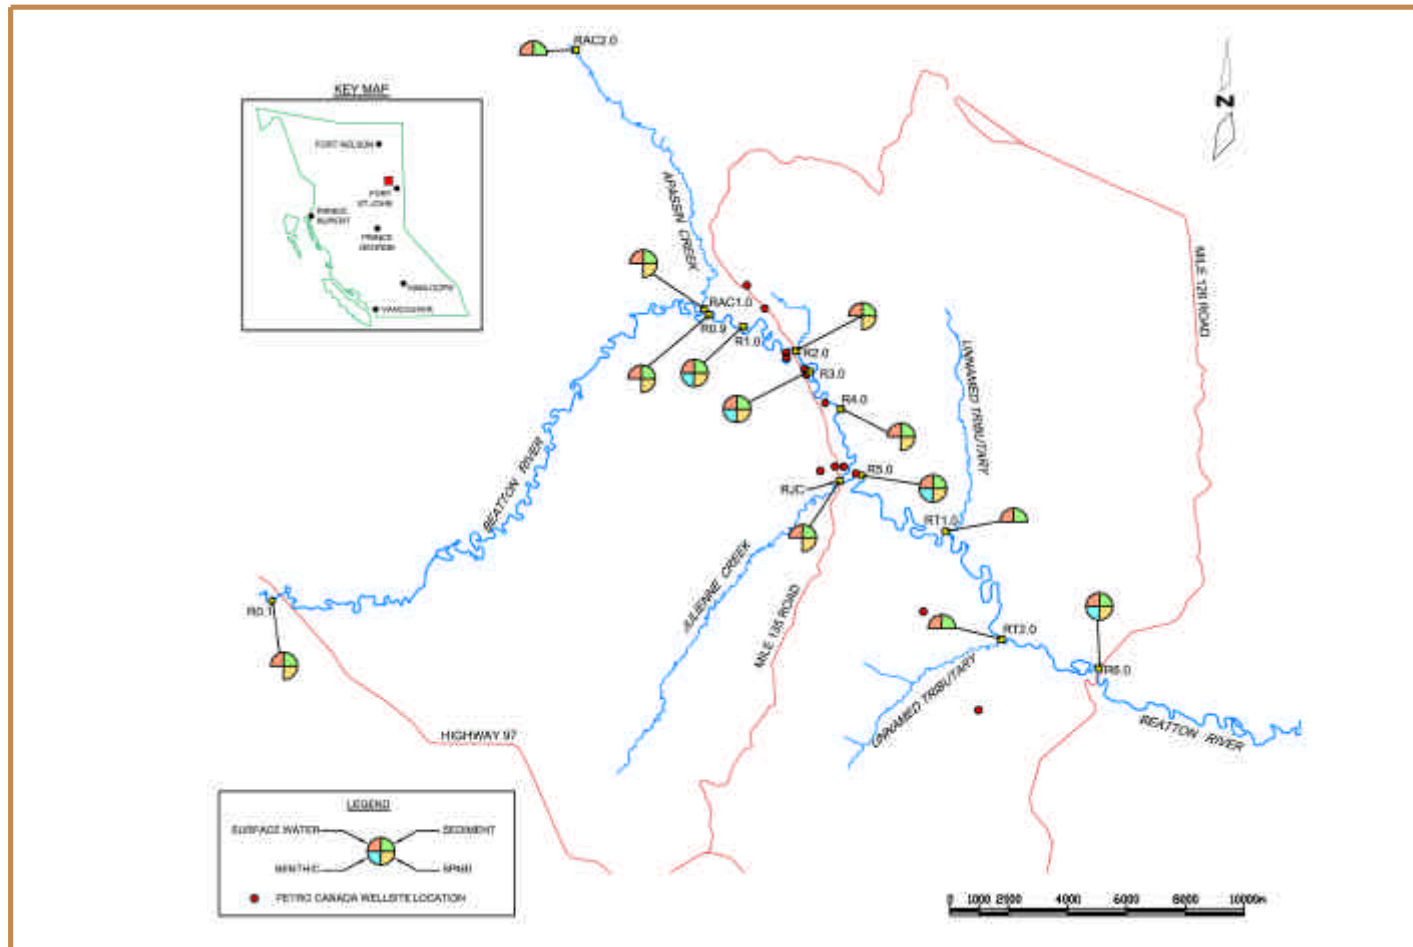 RAC2.0
KEY MAP
FORT NELSON
FORT
ST.JOHN
PRINCE
RUPERT
PRINCE
GEORGE
KAMLOOPS
VANCOUVER
N
APASSIN CREEK
MILE 128 ROAD
RAC1.0
R0.9
R1.0
R2.0
R3.0
R4.0
UNNAMED TRIBUTARY
BEATTON RIVER
R5.0
RJC
RT1.0
JULIENNE CREEK
MILE 135 ROAD
R0.1
RT2.0
R6.0
UNNAMED TRIBUTARY
BEATTON RIVER
HIGHWAY 97
LEGEND
SURFACE WATER
SEDIMENT
BENTHIC
PETRO CANADA WELLSITE LOCATION
0 1000 2000 4000 6000 8000 10000m